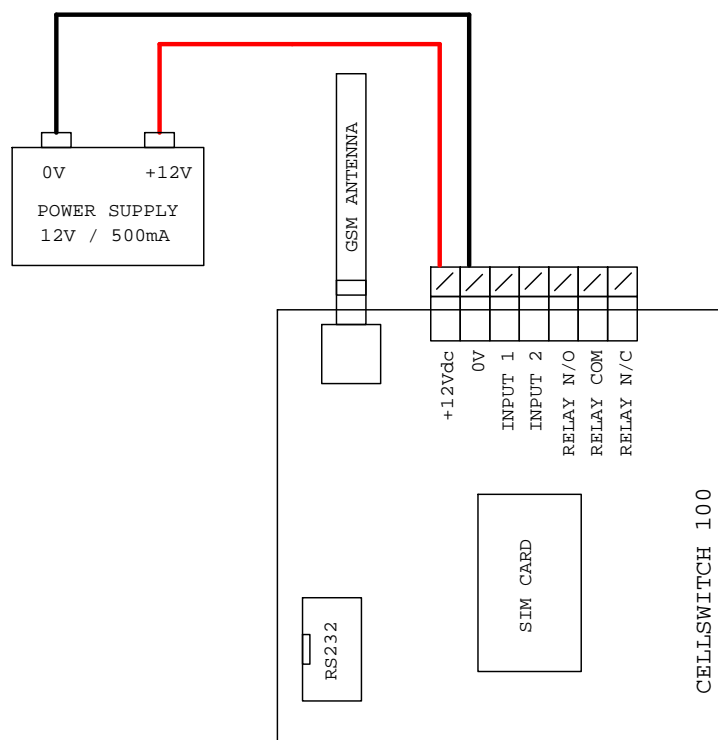 0V
+12V
POWER SUPPLY
12V / 500mA
GSM ANTENNA
+12Vdc
0V
INPUT 1
INPUT 2
RELAY N/O
RELAY COM
RELAY N/C
SIM CARD
RS232
CELLSWITCH 100